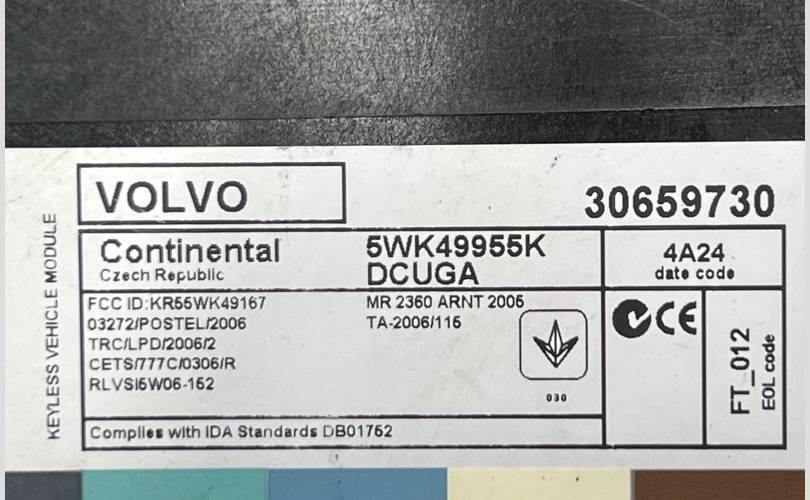 VOLVO
30659730
KEYLESS VEHICLE MODULE
Continental
Czech Republic
5WK49955K
DCUGA
4A24
date code
FCC ID:KR55WK49167
03272/POSTEL/2006
TRC/LPD/2006/2
CETS/777C/0306/R
RLVSI5W06-152
MR 2360 ARNT 2005
TA-2006/115
030
CE
FT_012
EOL code
Complies with IDA Standards DB01752